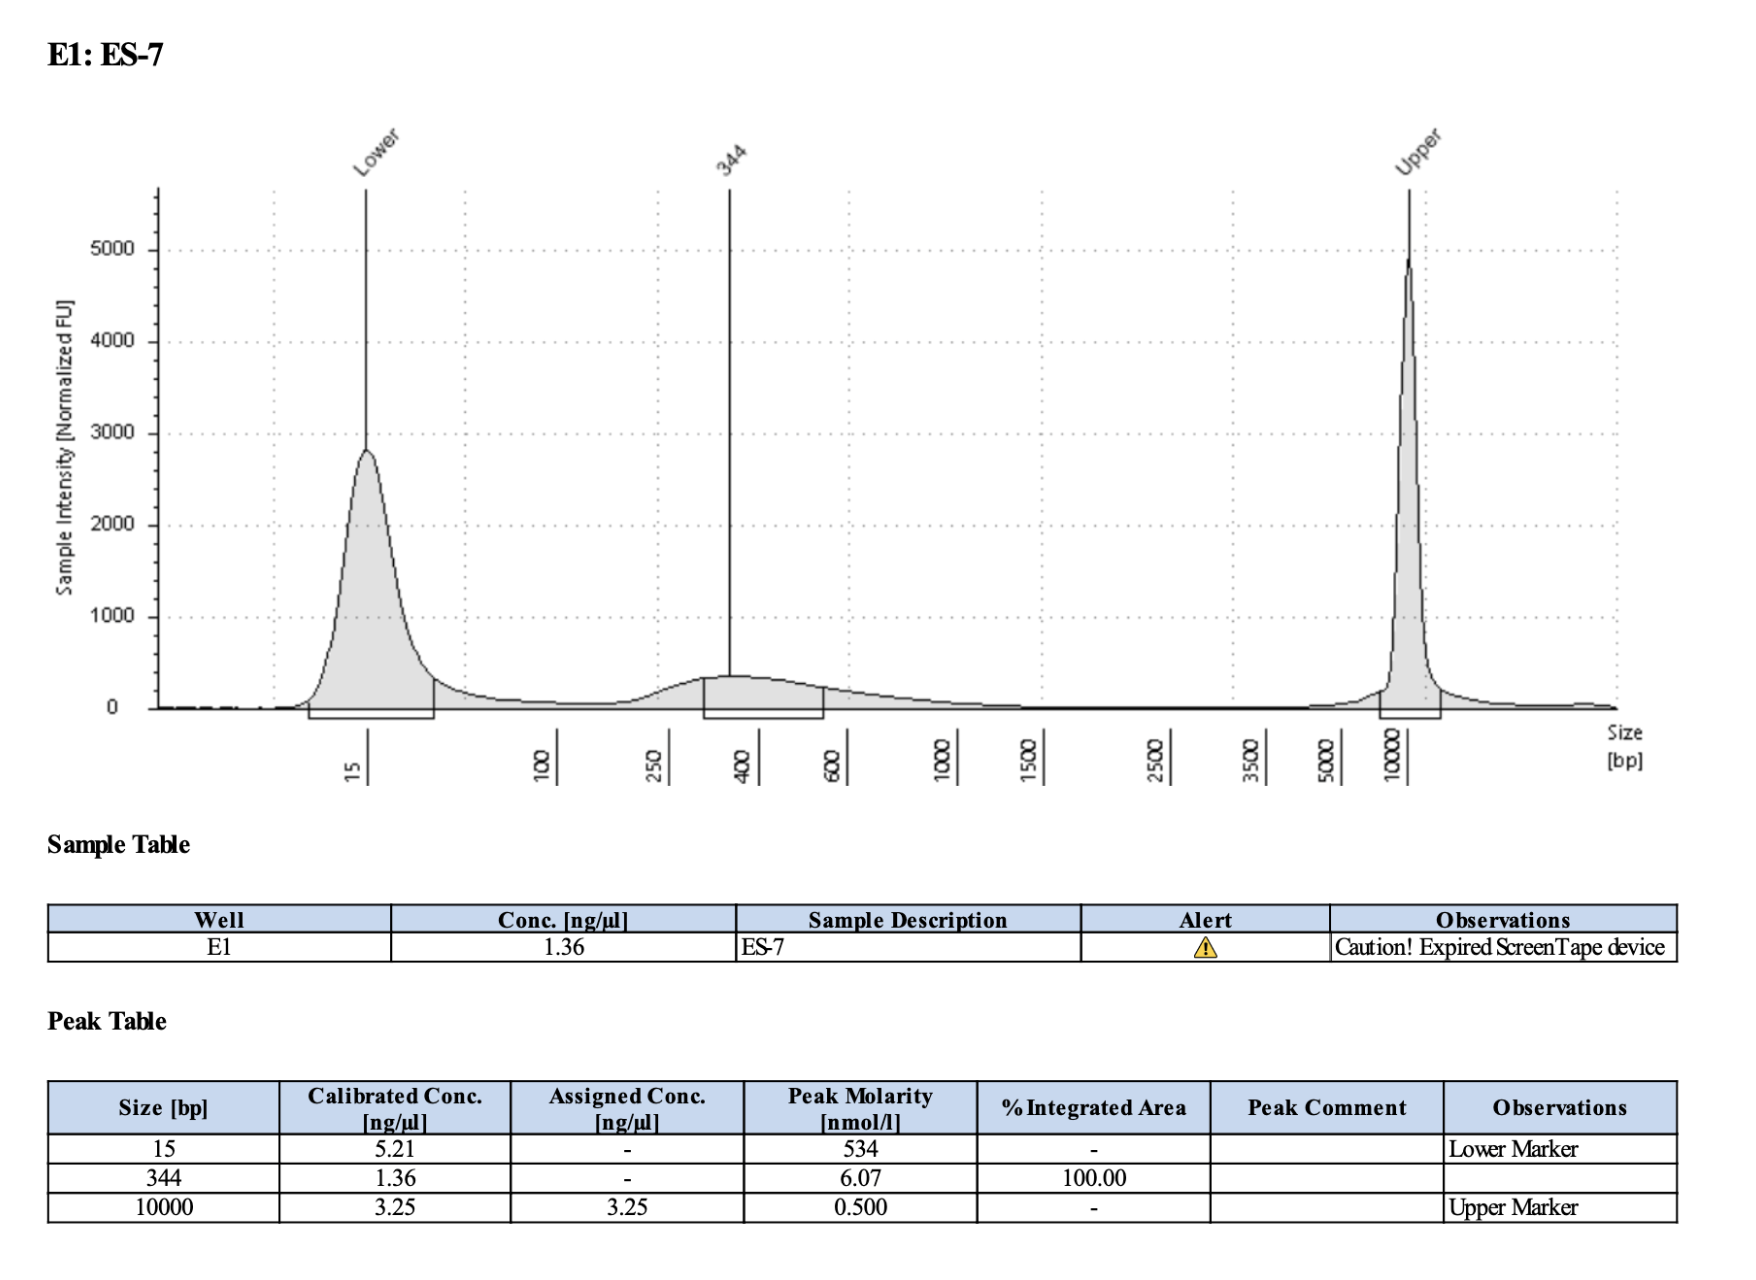 E1: ES-7
Lower
344
Upper
Sample Intensity [Normalized FU]
5000
4000
3000
2000
1000
0
15
100
250
400
600
1000
1500
2500
3500
5000
10000
Size
[bp]
Sample Table
Well Conc. [ng/µl] Sample Description Alert Observations
E1 1.36 ES-7 Caution! Expired ScreenTape device
Peak Table
Size [bp] Calibrated Conc. [ng/µl] Assigned Conc. [ng/µl] Peak Molarity [nmol/l] % Integrated Area Peak Comment Observations
15 5.21 - 534 - Lower Marker
344 1.36 - 6.07 100.00
10000 3.25 3.25 0.500 - Upper Marker